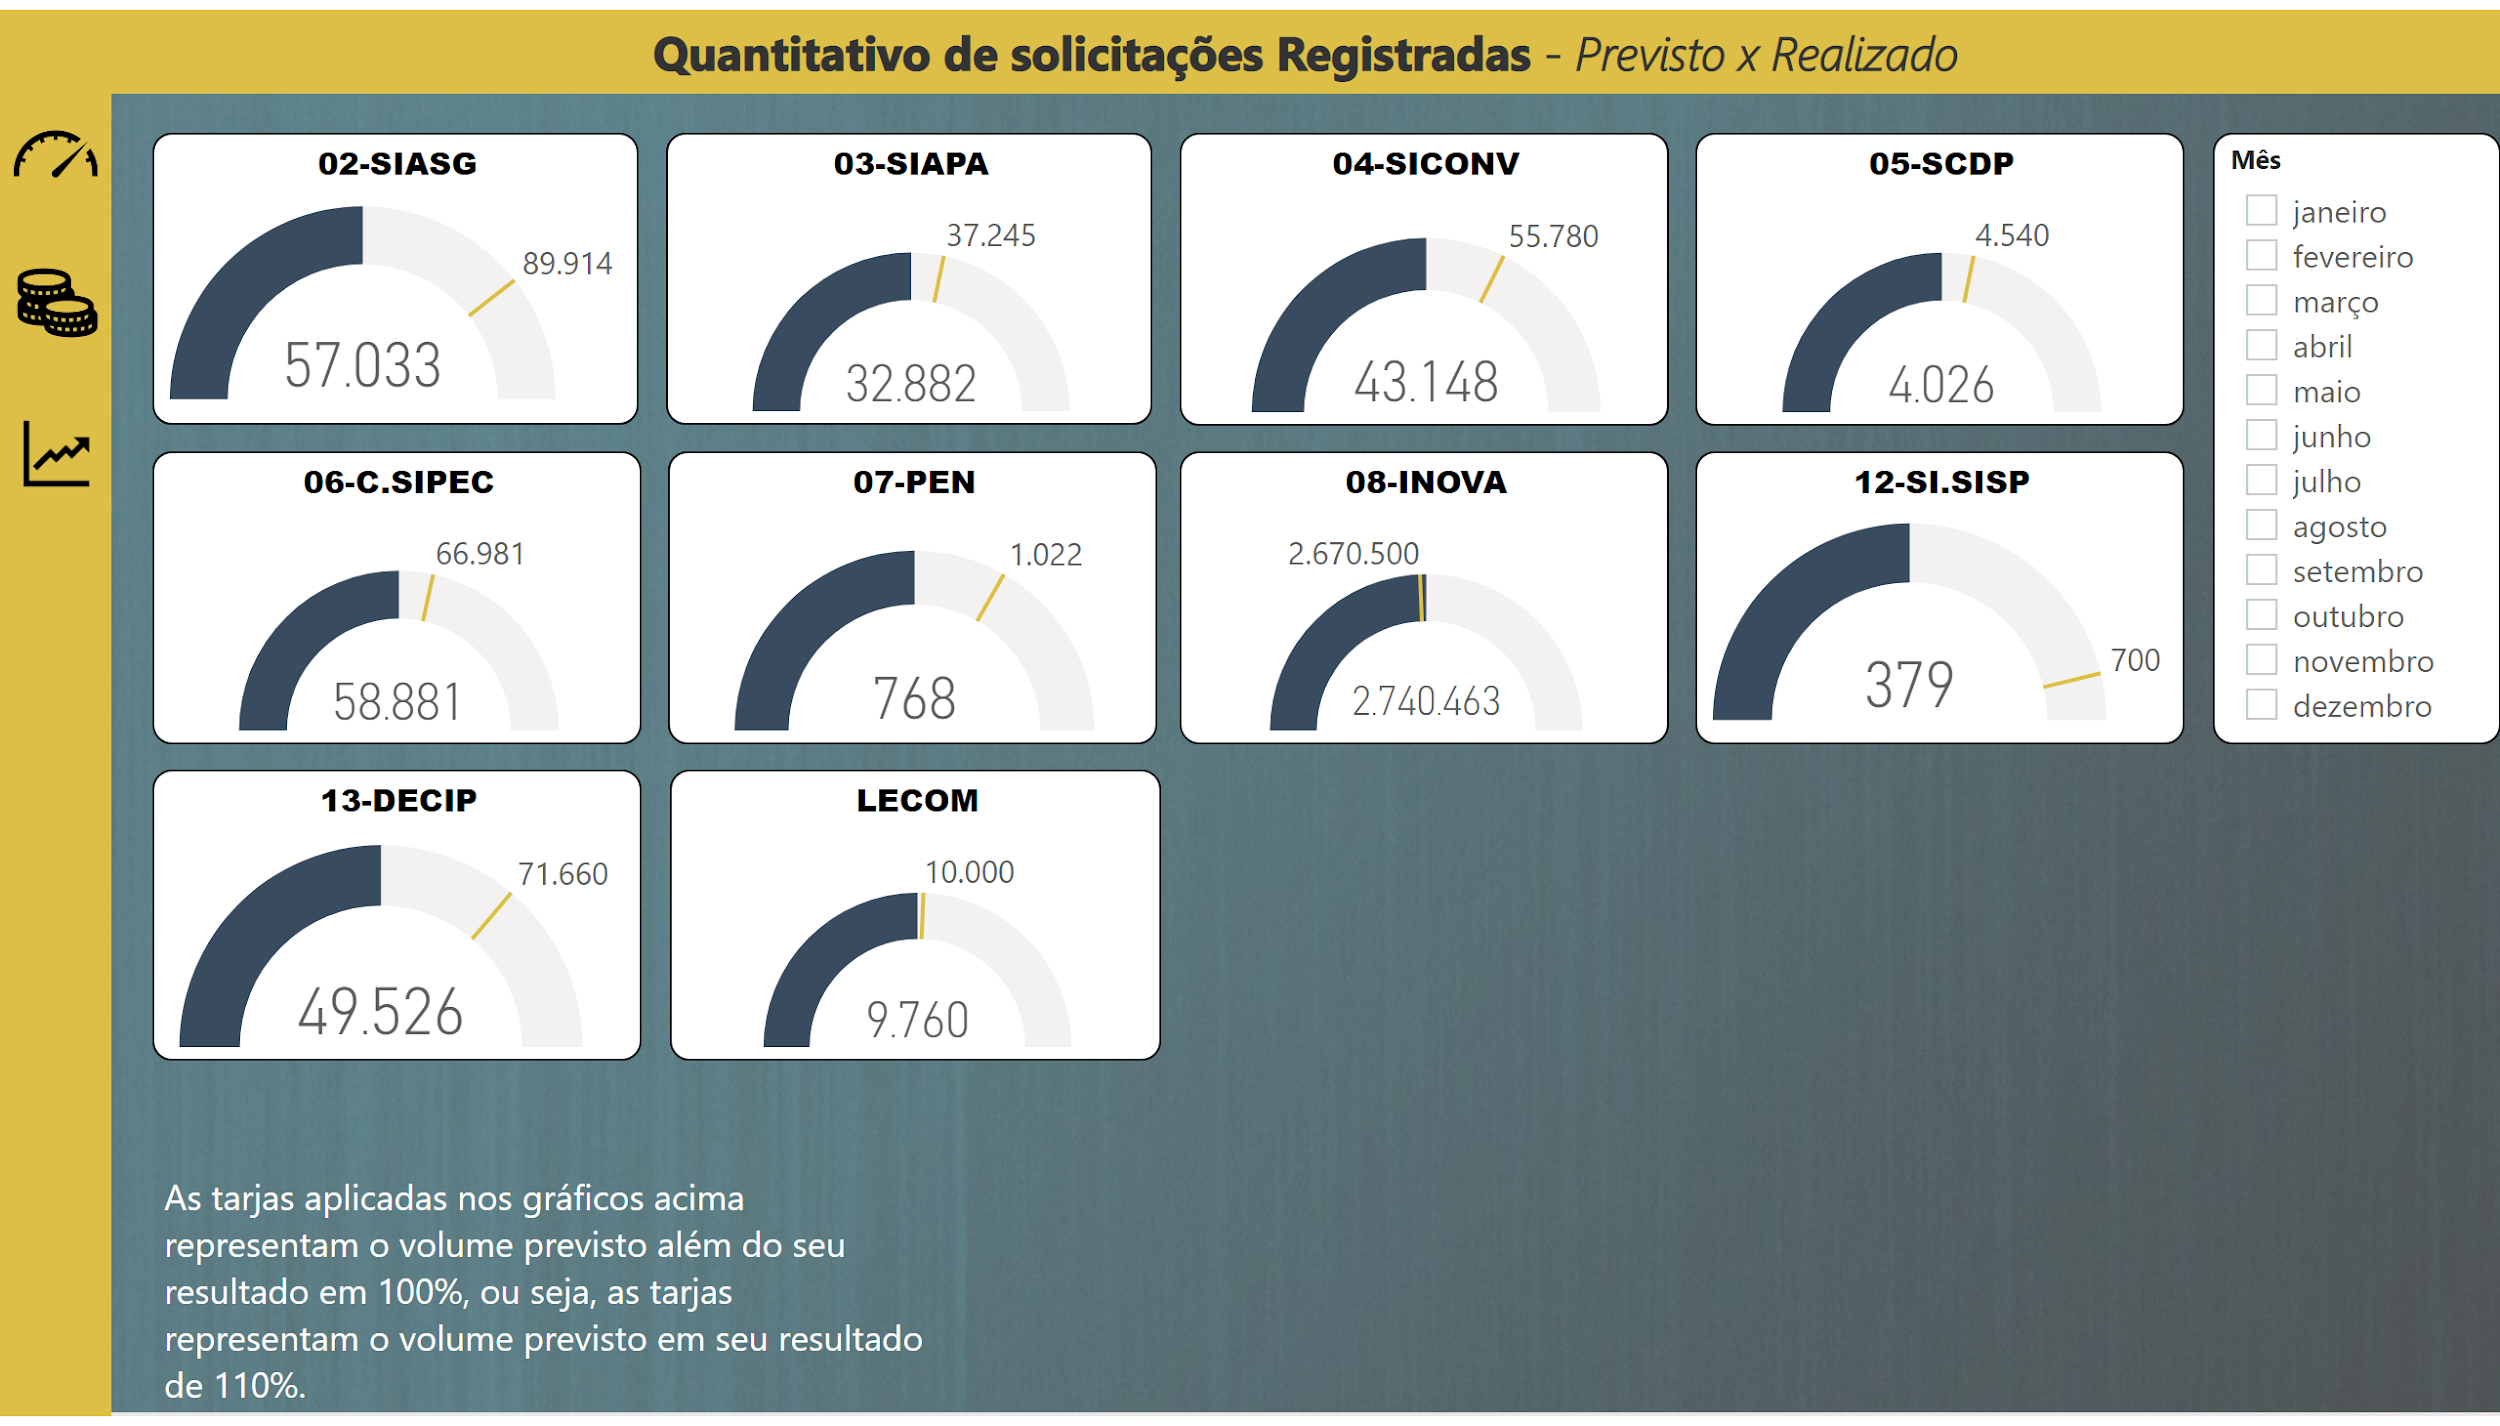 Quantitativo de solicitações Registradas - Previsto x Realizado
02-SIASG
89.914
57.033
03-SIAPA
37.245
32.882
04-SICONV
55.780
43.148
05-SCDP
4.540
4.026
Mês
janeiro
fevereiro
março
abril
maio
junho
julho
agosto
setembro
outubro
novembro
dezembro
06-C.SIPEC
66.981
58.881
07-PEN
1.022
768
08-INOVA
2.670.500
2.740.463
12-SI.SISP
700
379
13-DECIP
71.660
49.526
LECOM
10.000
9.760
As tarjas aplicadas nos gráficos acima
representam o volume previsto além do seu
resultado em 100%, ou seja, as tarjas
representam o volume previsto em seu resultado
de 110%.